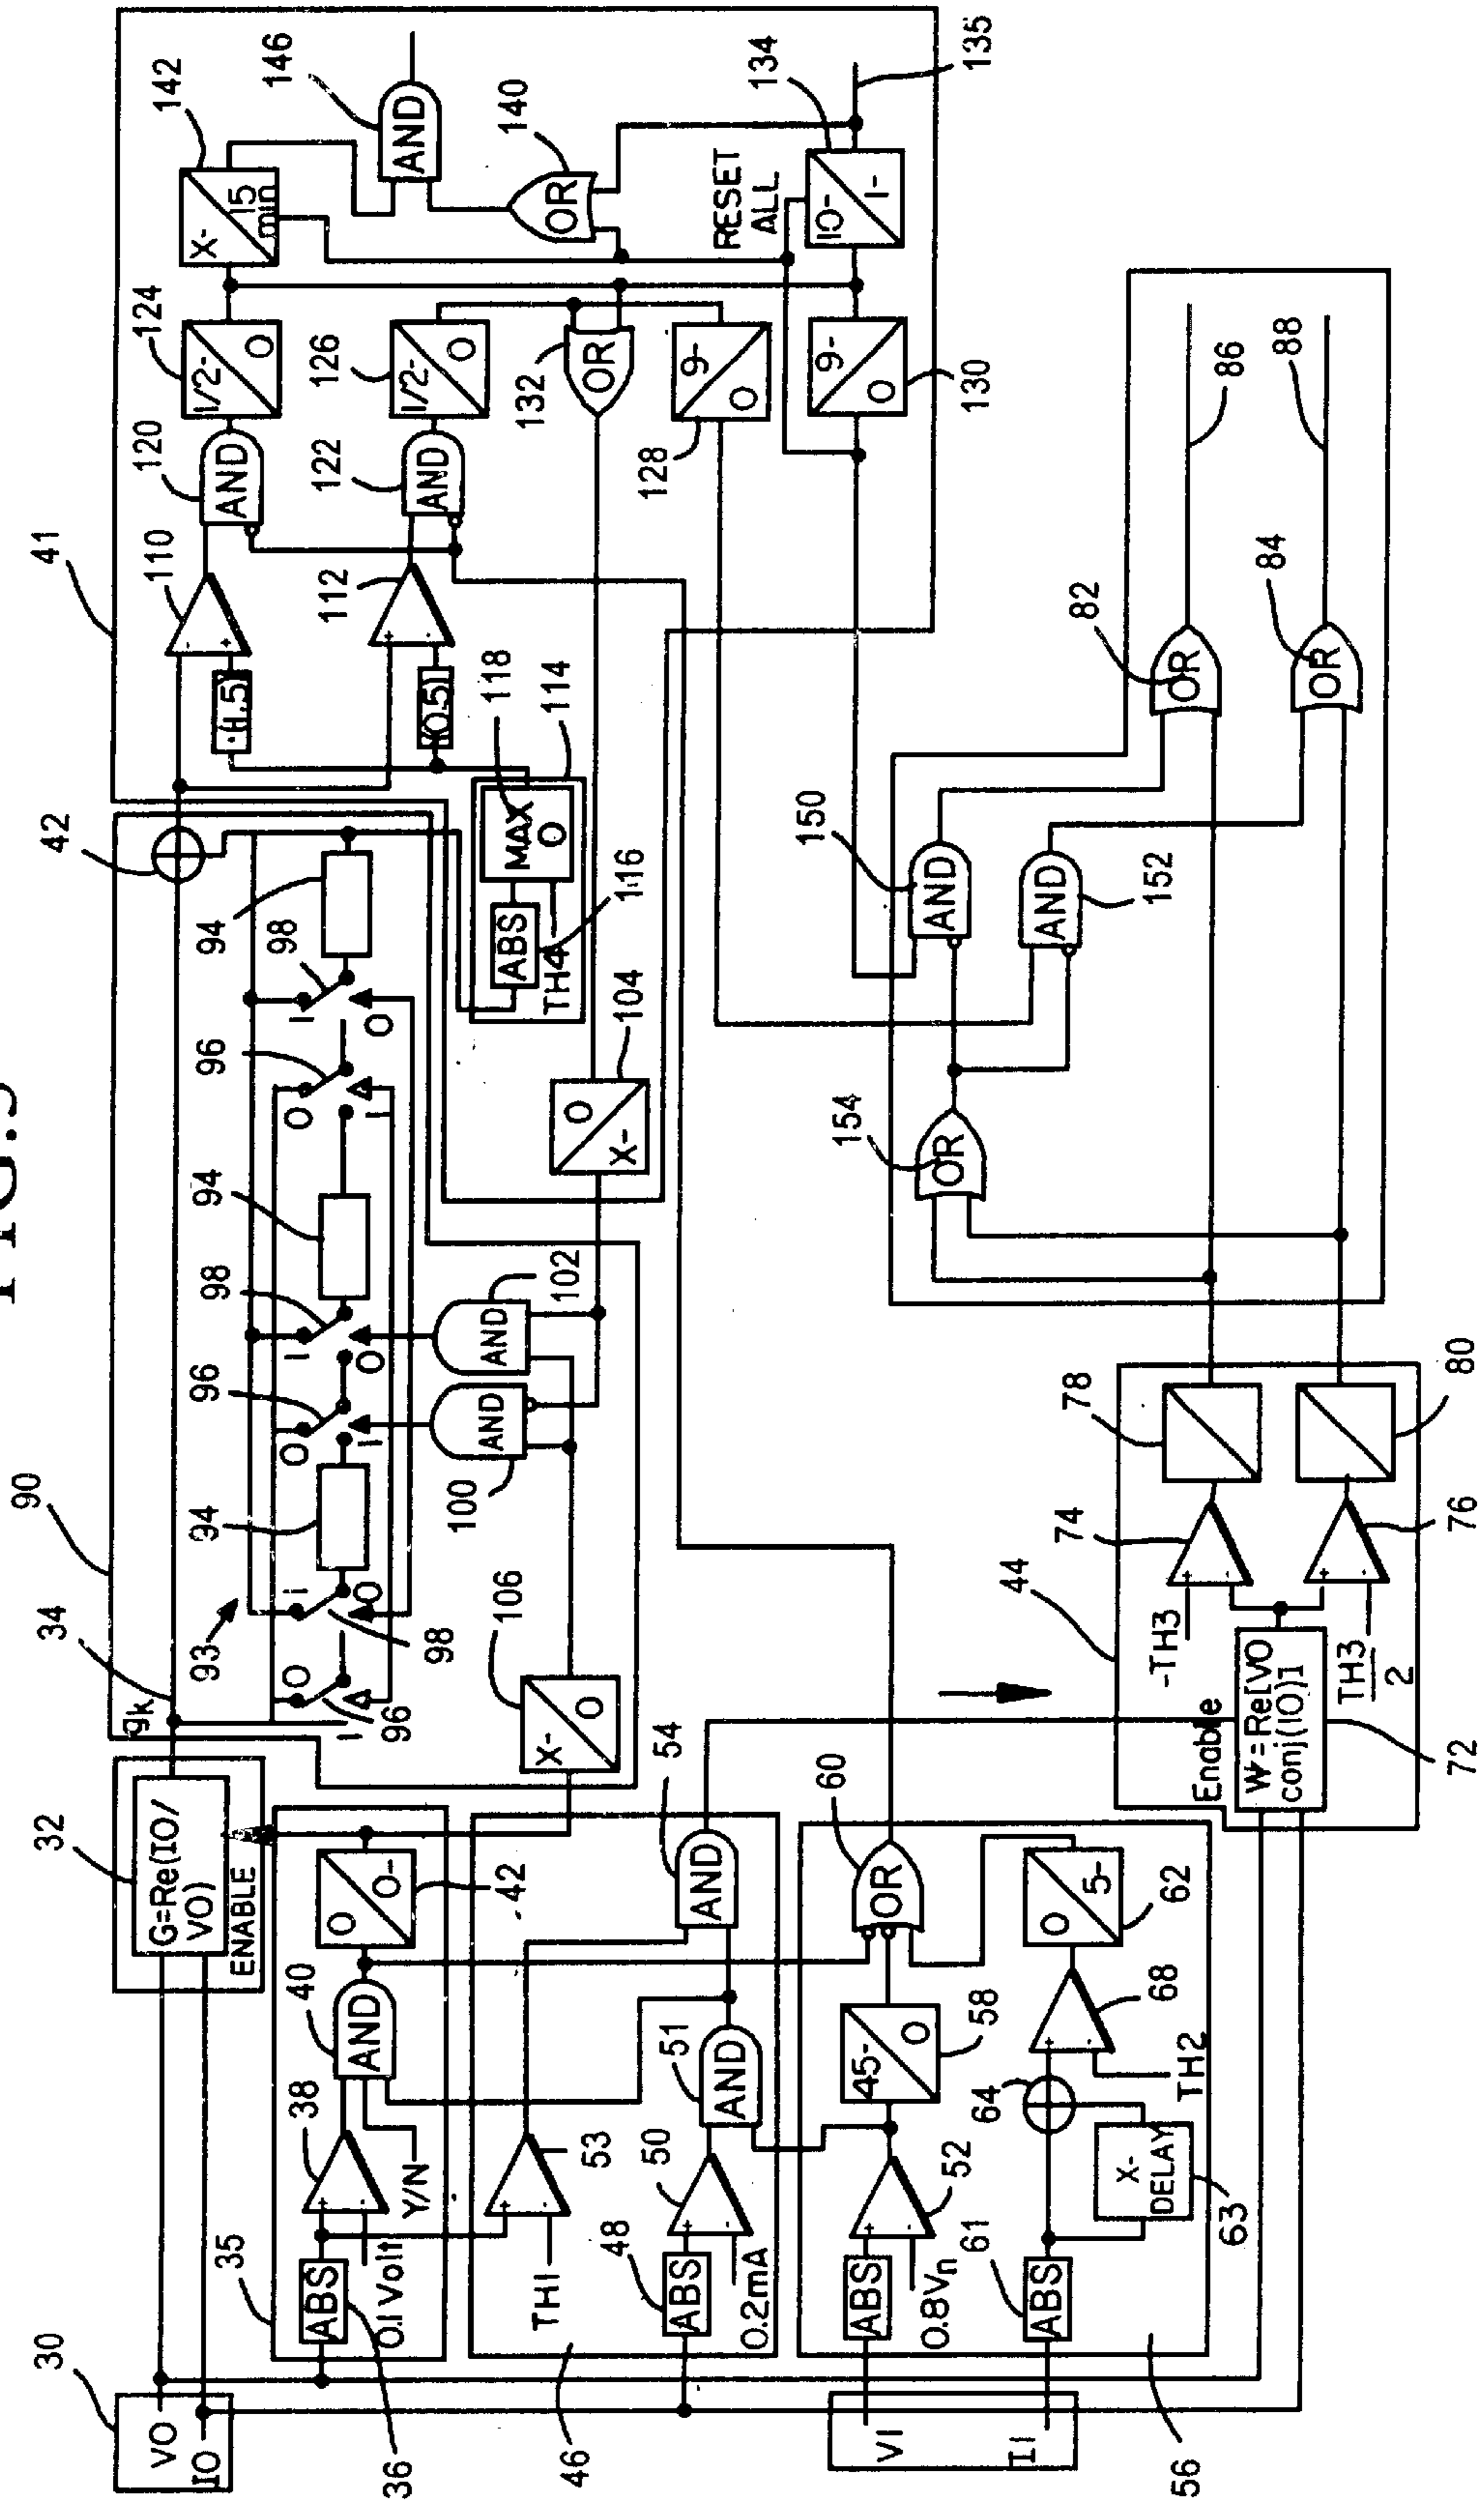 FIG. 3
30
VO
IO
32
G=Re(IO/
VO)
ENABLE
gk
34
90
42
41
35
ABS
36
0.1 Volt
38
Y/N
AND
40
O
O-
42
46
TH1
53
48
ABS
0.2mA
50
51
AND
AND
54
VI
I1
56
ABS
0.8Vn
52
45-
O
58
OR
60
61
ABS
X-
DELAY
63
64
TH2
68
O
5-
62
93
I
O
96
I
O
98
94
I
O
96
I
O
98
94
I
O
96
I
O
98
94
X-
O
106
100
AND
AND
102
O
X-
104
ABS
116
TH4
MAX
O
118
114
110
112
AND
120
AND
122
1/2-
O
124
1/2-
O
126
OR
132
9-
O
128
9-
O
130
X-
15
min
142
AND
146
OR
140
RESET
ALL
10-
1-
134
135
44
Enable
W=Re[VO
conj(IO)]
72
-TH3
TH3
2
74
76
78
80
OR
154
AND
150
AND
152
OR
82
OR
84
86
88